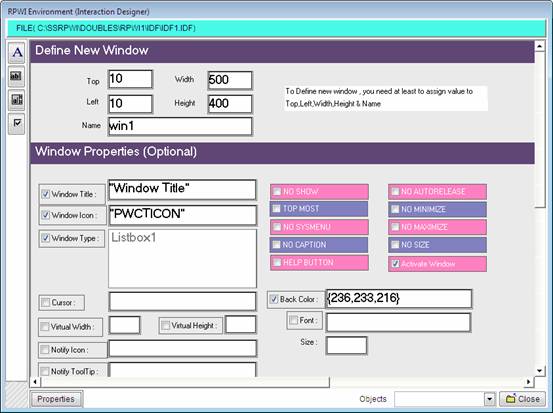 RPWI Environment (Interaction Designer)
FILE( C:\SSRPWI\DOUBLES\RPWI1\IDF\IDF1.IDF)
A
Define New Window
Top 10 Width 500
Left 10 Height 400
Name win1
To Define new window , you need at least to assign value to
Top,Left,Width,Height & Name
Window Properties (Optional)
Window Title : "Window Title"
Window Icon : "PWCTICON"
Window Type : Listbox1
NO SHOW NO AUTORELEASE
TOP MOST NO MINIMIZE
NO SYSMENU NO MAXIMIZE
NO CAPTION NO SIZE
HELP BUTTON Activate Window
Cursor : Back Color : {236,233,216}
Virtual Width : Virtual Height : Font :
Notify Icon : Size :
Notify ToolTip :
Properties Objects Close